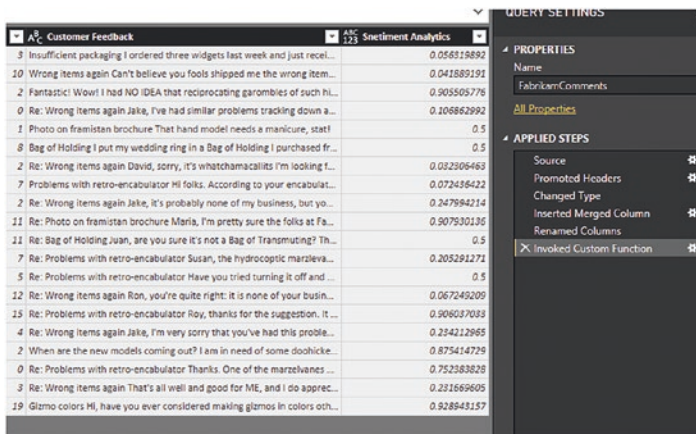 QUERY SETTINGS
Customer Feedback Snetiment Analytics
3 Insufficient packaging I ordered three widgets last week and just recei... 0.056319892
10 Wrong items again Can't believe you fools shipped me the wrong item... 0.041889191
2 Fantastic! Wow! I had NO IDEA that reciprocating garombles of such hi... 0.905505776
0 Re: Wrong items again Jake, I've had similar problems tracking down a... 0.106862992
1 Photo on framistan brochure That hand model needs a manicure, stat! 0.5
8 Bag of Holding I put my wedding ring in a Bag of Holding I purchased fr... 0.5
2 Re: Wrong items again David, sorry, it's whatchamacallits I'm looking f... 0.032306463
7 Problems with retro-encabulator Hi folks. According to your encabulat... 0.072436422
2 Re: Wrong items again Jake, it's probably none of my business, but yo... 0.247994214
11 Re: Photo on framistan brochure Maria, I'm pretty sure the folks at Fa... 0.907930136
11 Re: Bag of Holding Juan, are you sure it's not a Bag of Transmuting? Th... 0.5
7 Re: Problems with retro-encabulator Susan, the hydrocoptic marzleva... 0.205291271
5 Re: Problems with retro-encabulator Have you tried turning it off and ... 0.5
12 Re: Wrong items again Ron, you're quite right: it is none of your busin... 0.067249209
15 Re: Problems with retro-encabulator Roy, thanks for the suggestion. It ... 0.906037033
4 Re: Wrong items again Jake, I'm very sorry that you've had this proble... 0.234212965
2 When are the new models coming out? I am in need of some doohicke... 0.875414729
0 Re: Problems with retro-encabulator Thanks. One of the marzelvanes ... 0.752383828
3 Re: Wrong items again That's all well and good for ME, and I do apprec... 0.231669605
19 Gizmo colors Hi, have you ever considered making gizmos in colors oth... 0.928943157
PROPERTIES
Name
FabrikamComments
All Properties
APPLIED STEPS
Source
Promoted Headers
Changed Type
Inserted Merged Column
Renamed Columns
Invoked Custom Function